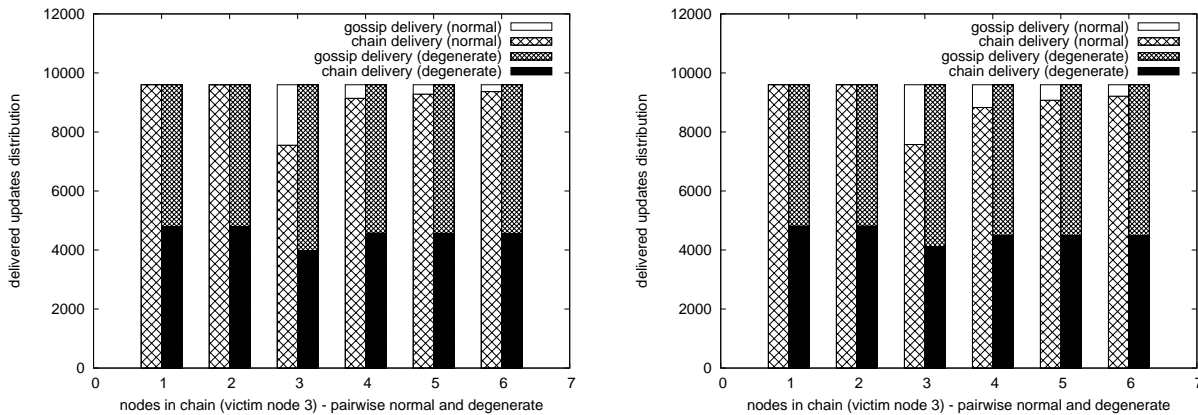 12000
10000
8000
6000
4000
2000
0
delivered updates distribution
gossip delivery (normal)
chain delivery (normal)
gossip delivery (degenerate)
chain delivery (degenerate)
0 1 2 3 4 5 6 7
nodes in chain (victim node 3) - pairwise normal and degenerate
12000
10000
8000
6000
4000
2000
0
delivered updates distribution
gossip delivery (normal)
chain delivery (normal)
gossip delivery (degenerate)
chain delivery (degenerate)
0 1 2 3 4 5 6 7
nodes in chain (victim node 3) - pairwise normal and degenerate